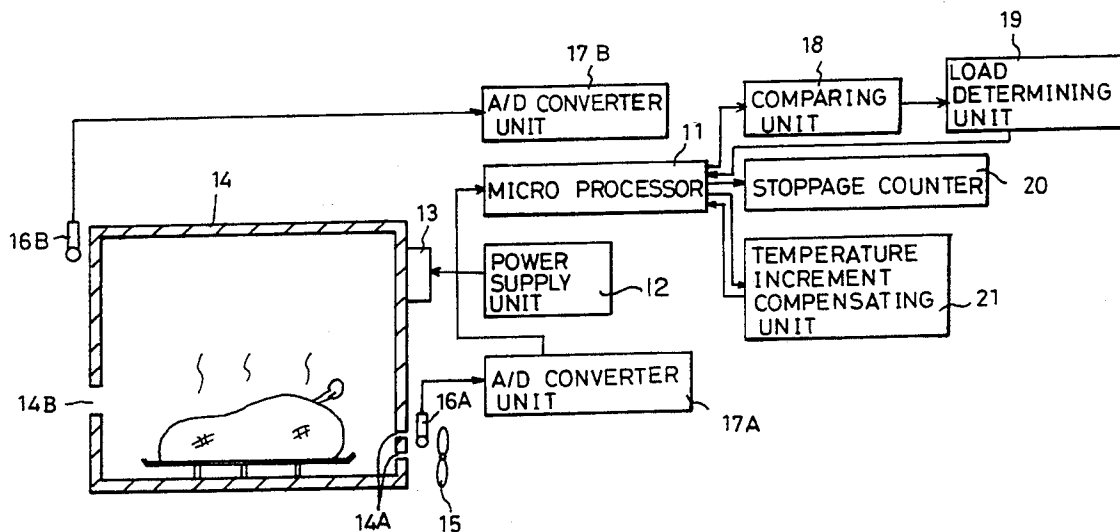 17B
A/D CONVERTER
UNIT
18
COMPARING
UNIT
19
LOAD
DETERMINING
UNIT
11
MICRO PROCESSOR
STOPPAGE COUNTER
20
14
13
16B
POWER
SUPPLY
UNIT
12
TEMPERATURE
INCREMENT
COMPENSATING
UNIT
21
14B
16A
A/D CONVERTER
UNIT
17A
14A
15